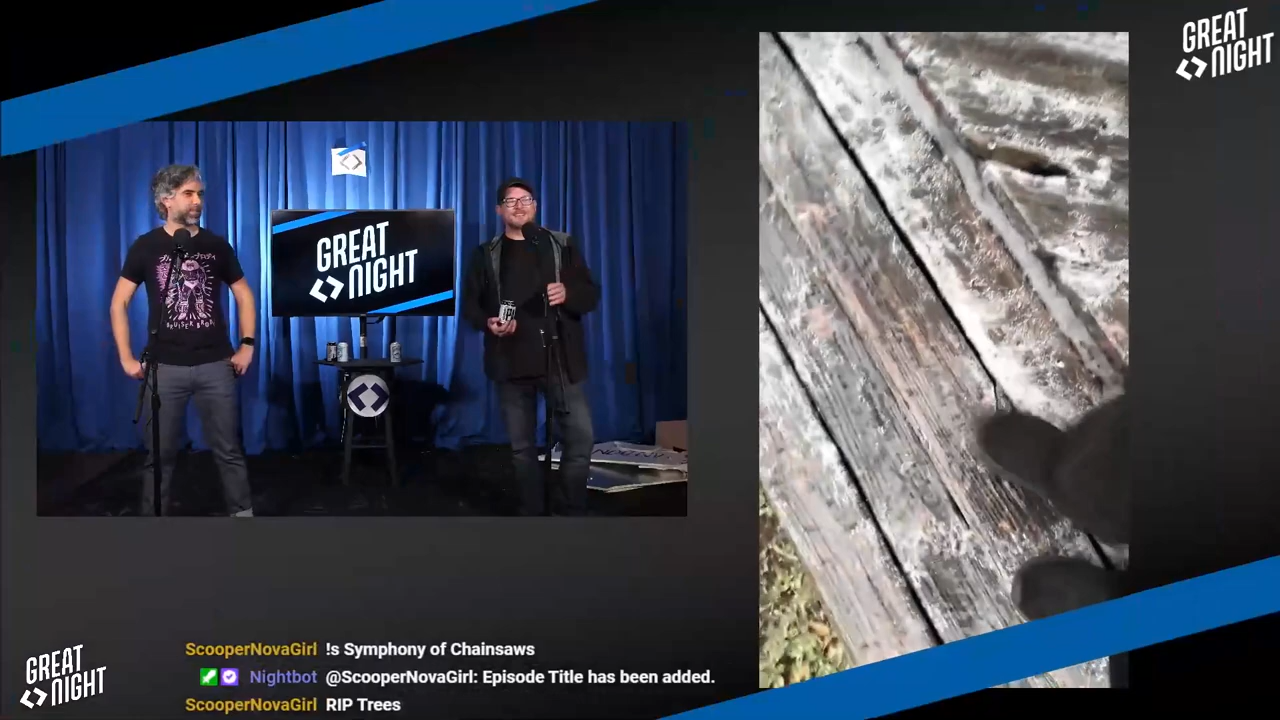 GREAT
NIGHT
GREAT
NIGHT
GREAT
NIGHT
ScooperNovaGirl !s Symphony of Chainsaws
Nightbot @ScooperNovaGirl: Episode Title has been added.
ScooperNovaGirl RIP Trees